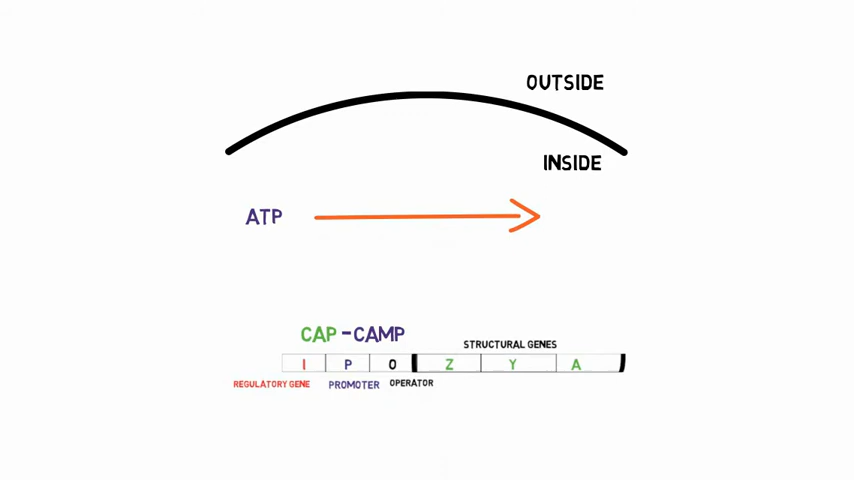 OUTSIDE
INSIDE
ATP
CAP-CAMP
STRUCTURAL GENES
I P O Z Y A
REGULATORY GENE PROMOTER OPERATOR